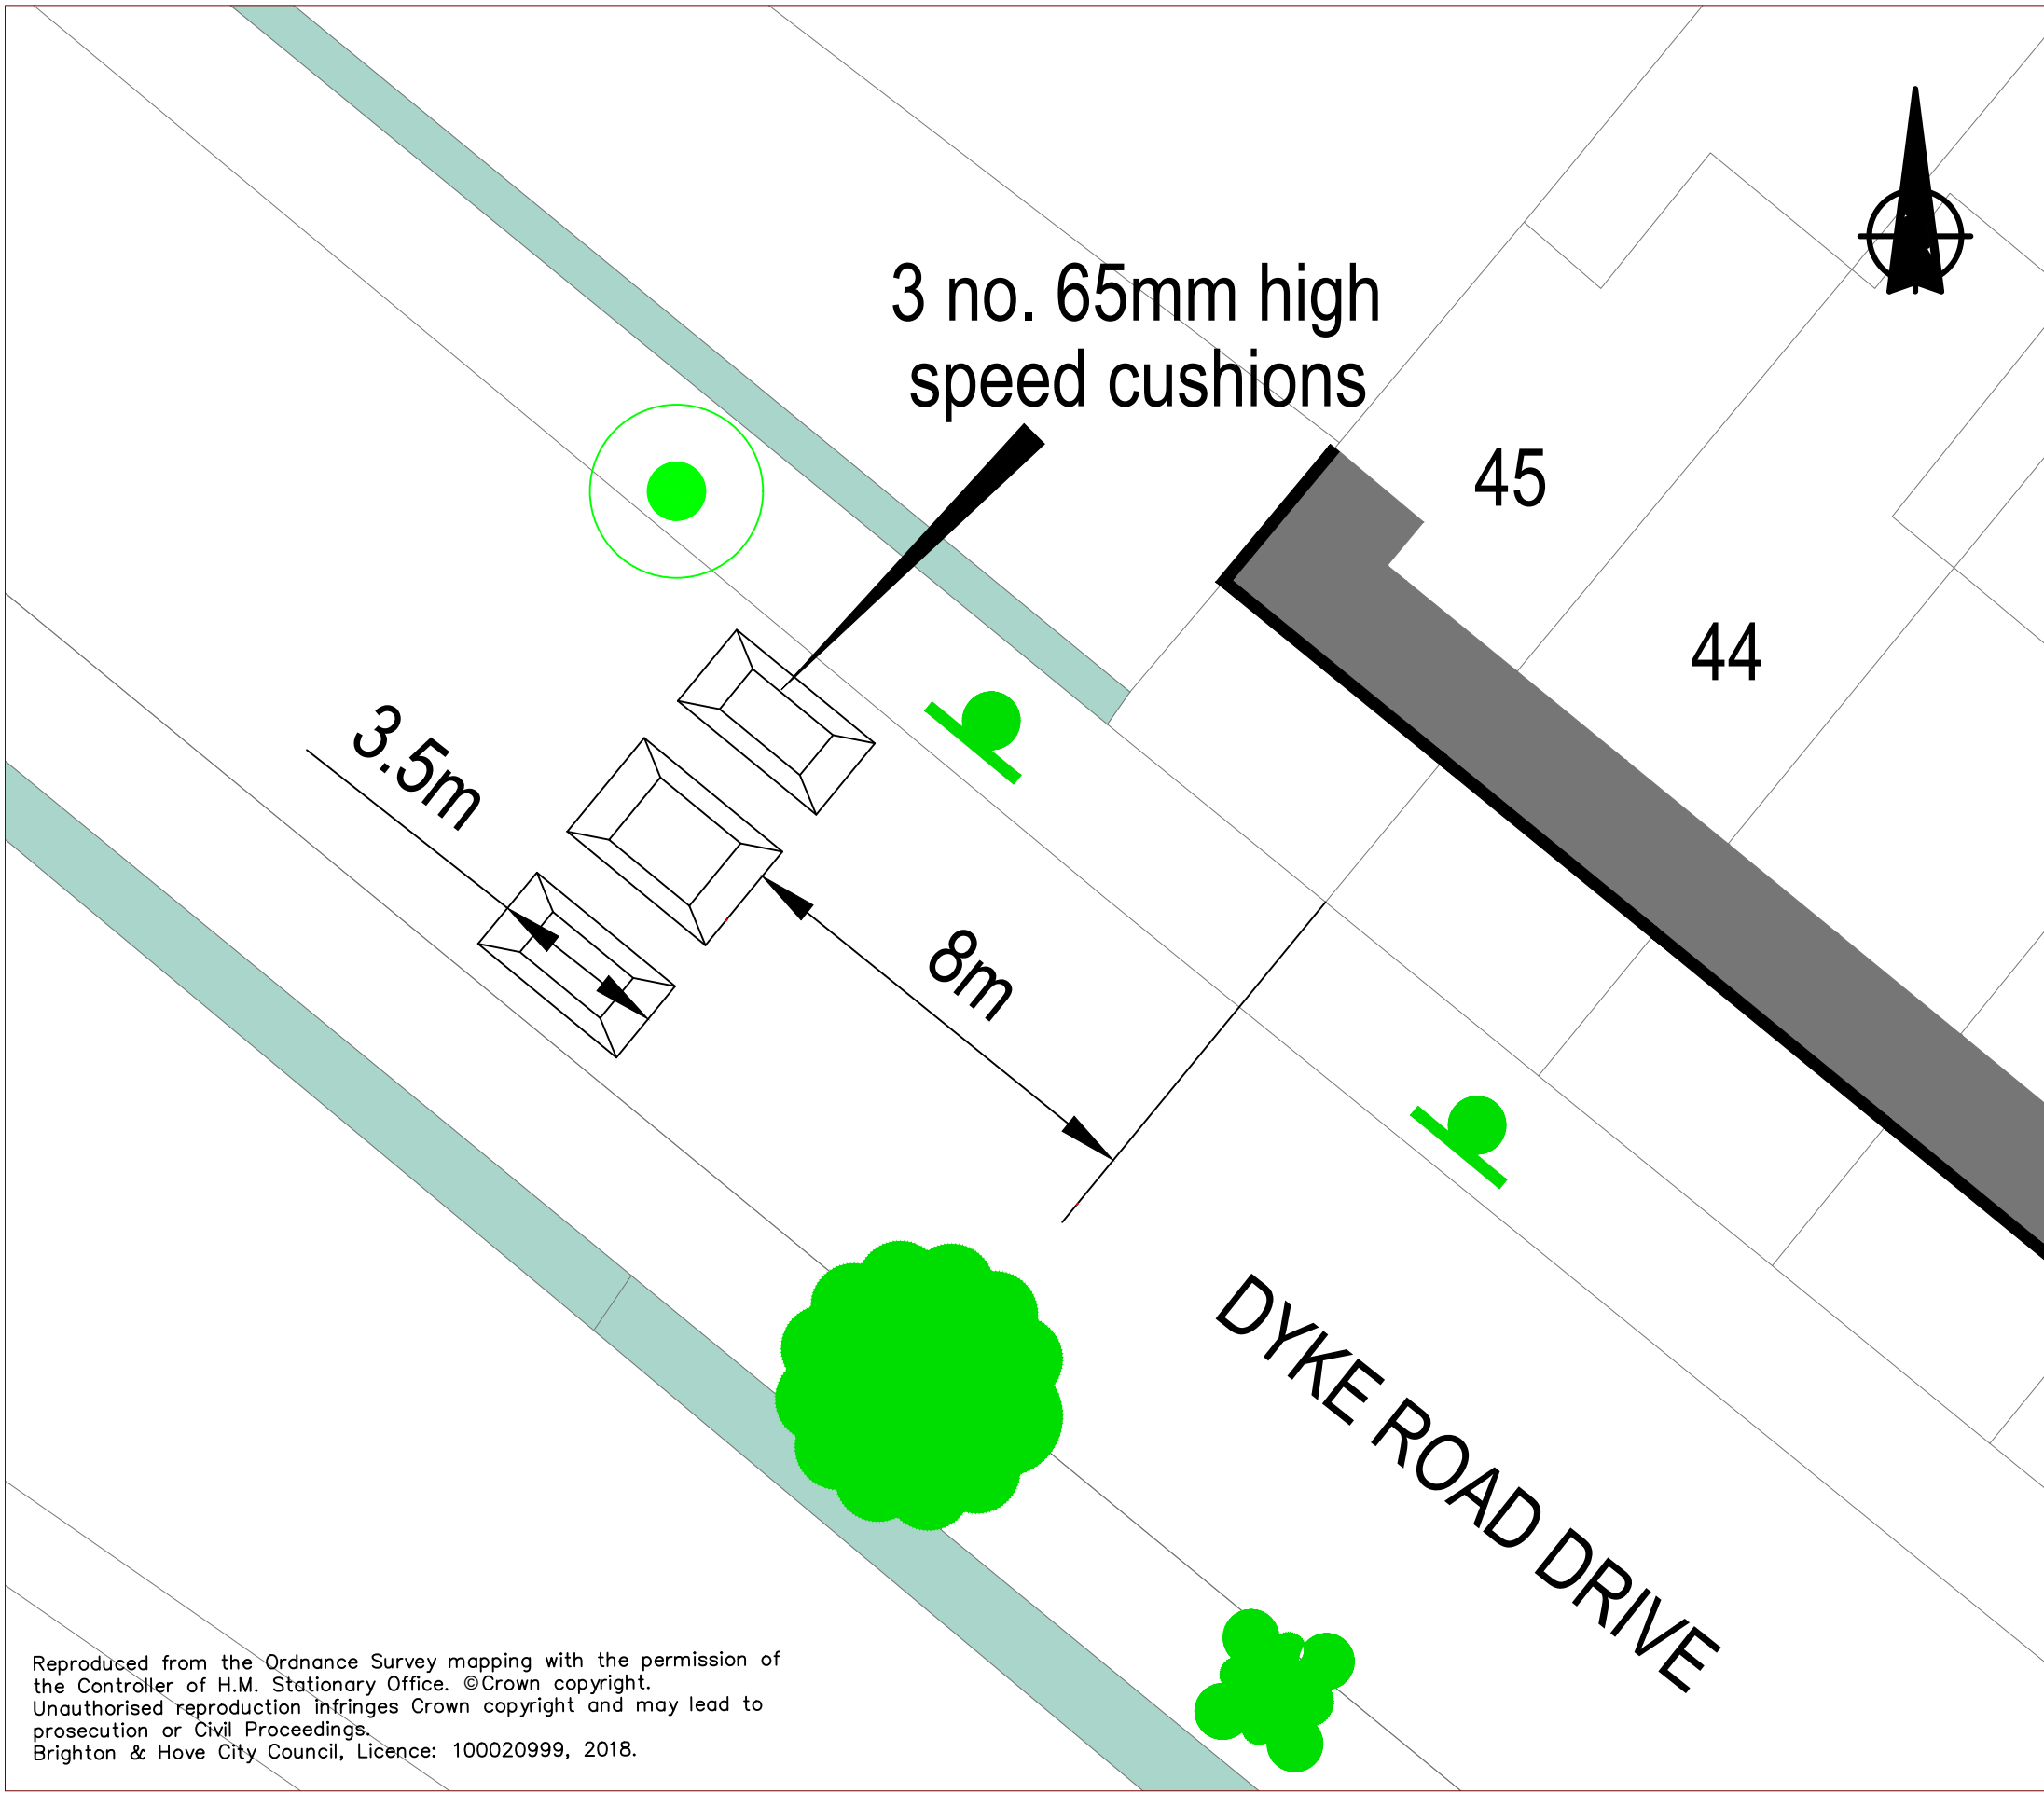 3 no. 65mm high
speed cushions
45
44
3.5m
8m
DYKE ROAD DRIVE
Reproduced from the Ordnance Survey mapping with the permission of
the Controller of H.M. Stationary Office. ©Crown copyright.
Unauthorised reproduction infringes Crown copyright and may lead to
prosecution or Civil Proceedings.
Brighton & Hove City Council, Licence: 100020999, 2018.